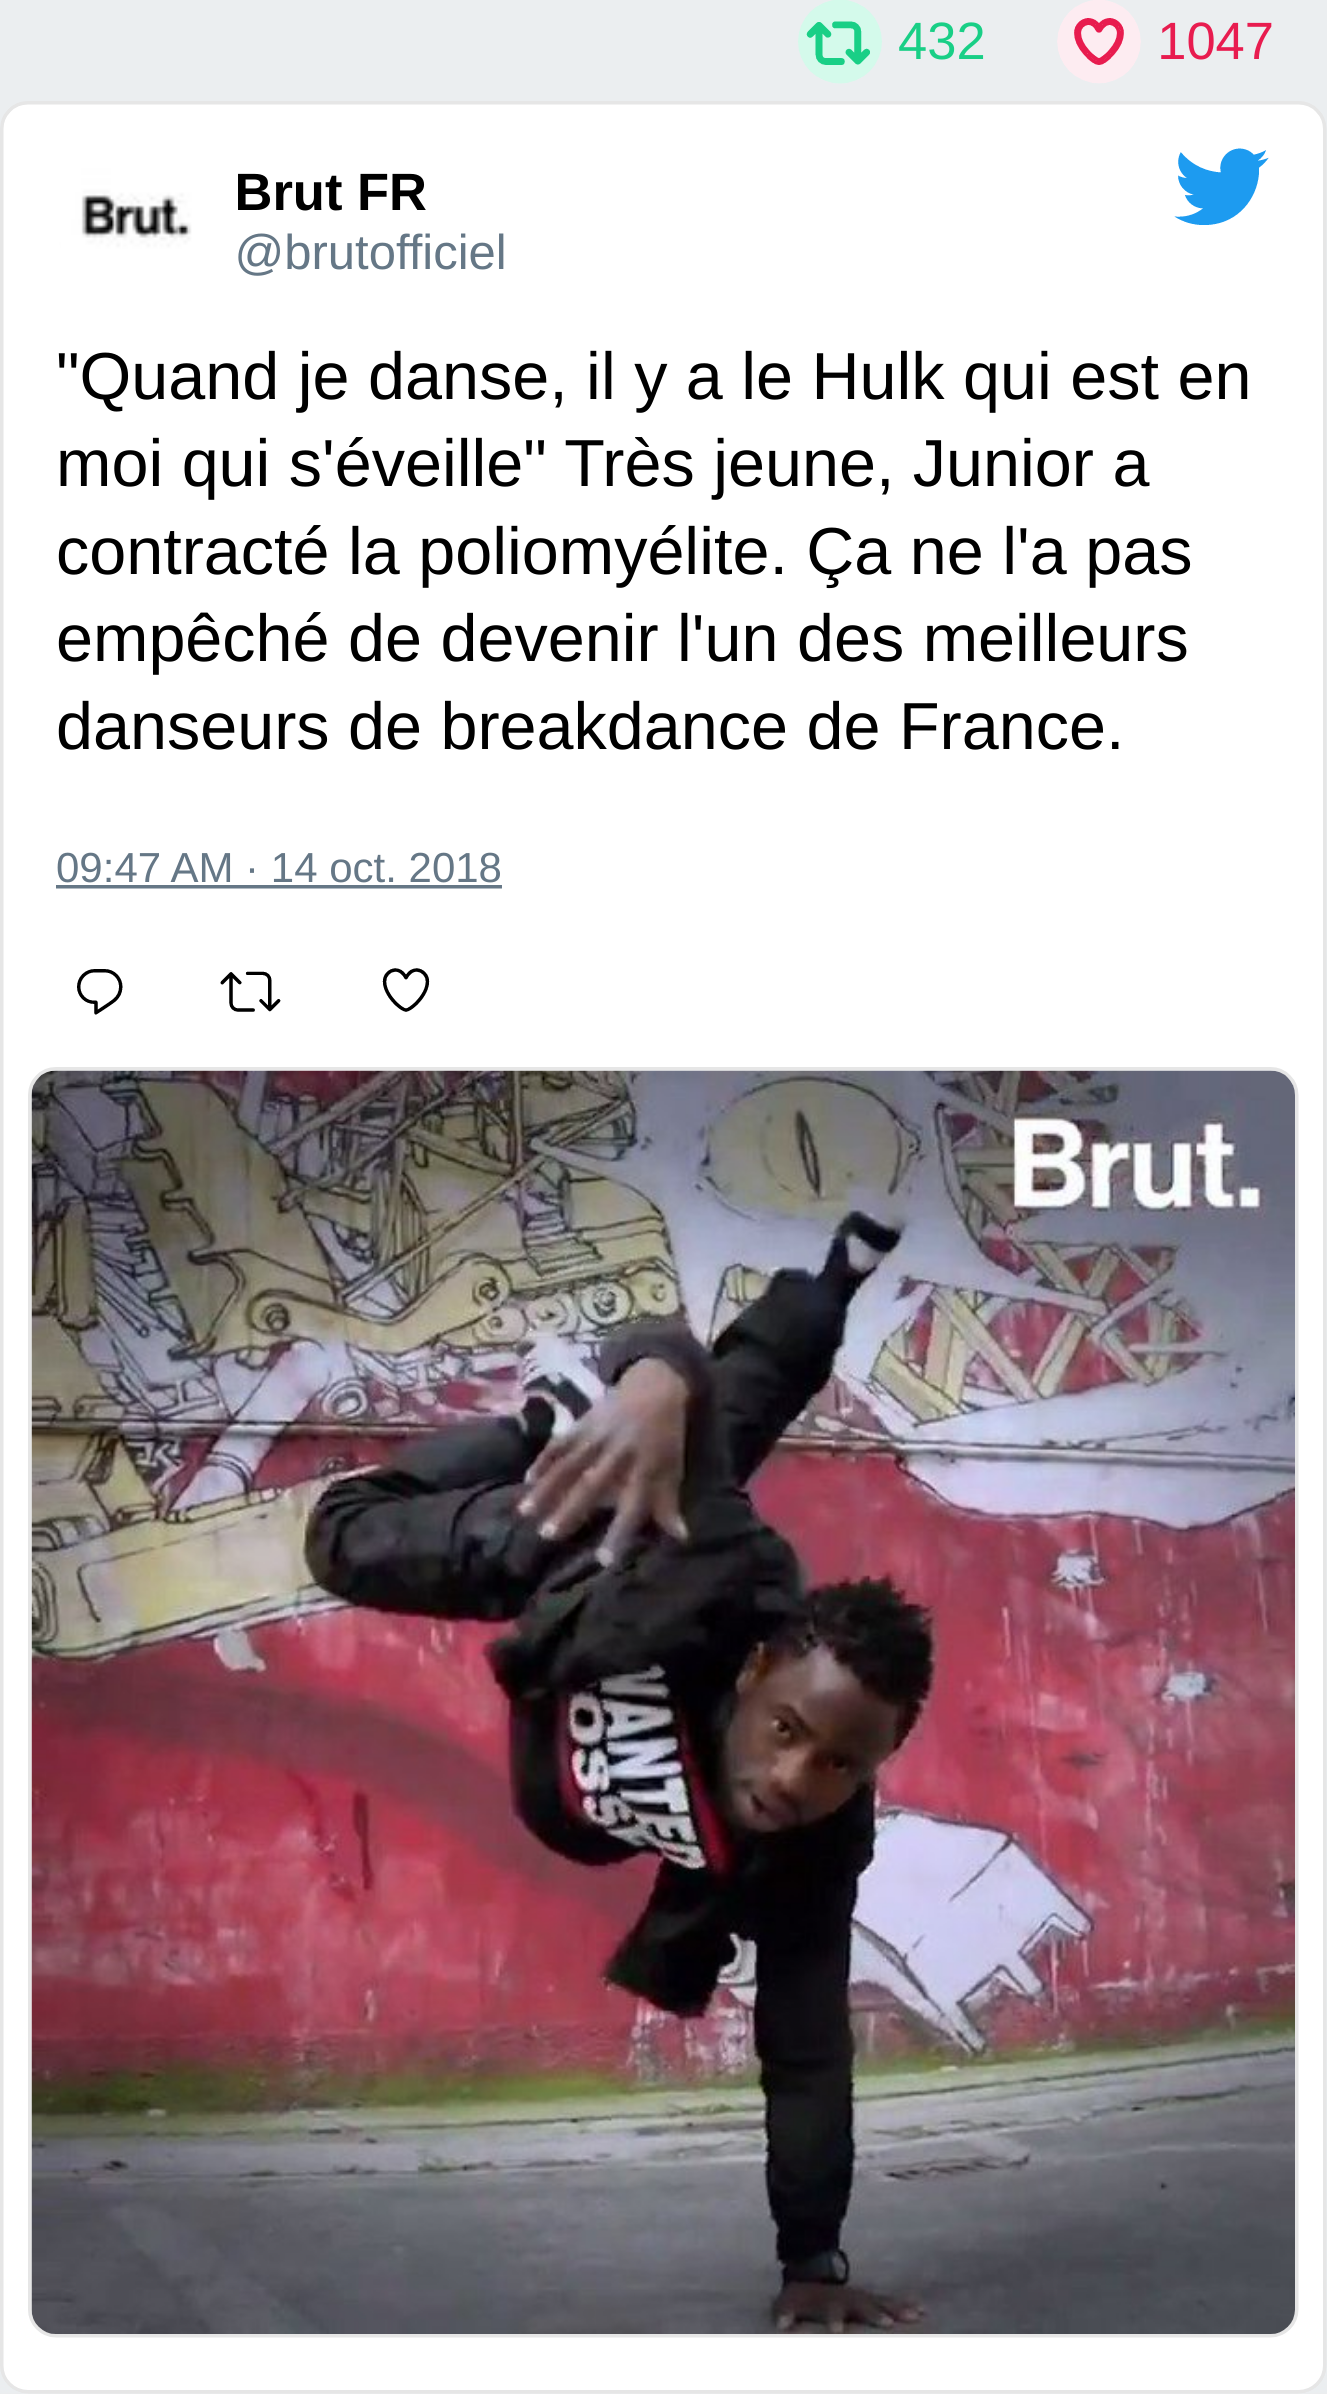 432 1047
Brut.
Brut FR
@brutofficiel
"Quand je danse, il y a le Hulk qui est en
moi qui s'éveille" Très jeune, Junior a
contracté la poliomyélite. Ça ne l'a pas
empêché de devenir l'un des meilleurs
danseurs de breakdance de France.
09:47 AM · 14 oct. 2018
Brut.
WANTED